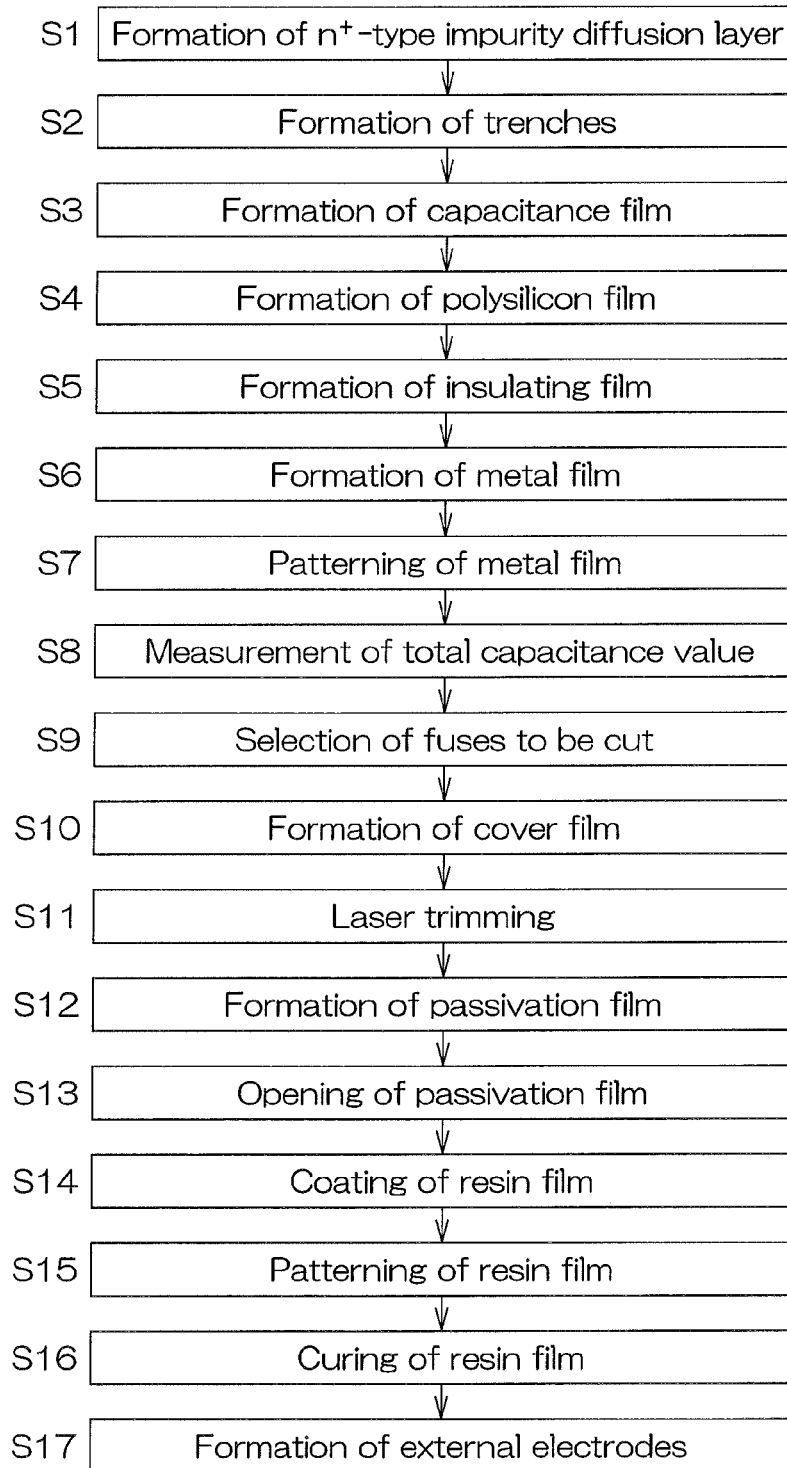 S1 Formation of n⁺-type impurity diffusion layer
S2 Formation of trenches
S3 Formation of capacitance film
S4 Formation of polysilicon film
S5 Formation of insulating film
S6 Formation of metal film
S7 Patterning of metal film
S8 Measurement of total capacitance value
S9 Selection of fuses to be cut
S10 Formation of cover film
S11 Laser trimming
S12 Formation of passivation film
S13 Opening of passivation film
S14 Coating of resin film
S15 Patterning of resin film
S16 Curing of resin film
S17 Formation of external electrodes